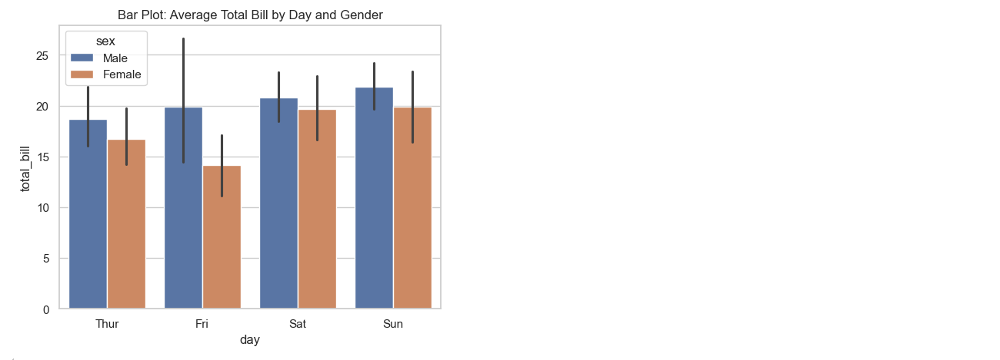 Bar Plot: Average Total Bill by Day and Gender
sex
Male
Female
25
20
15
10
5
0
total_bill
Thur Fri Sat Sun
day